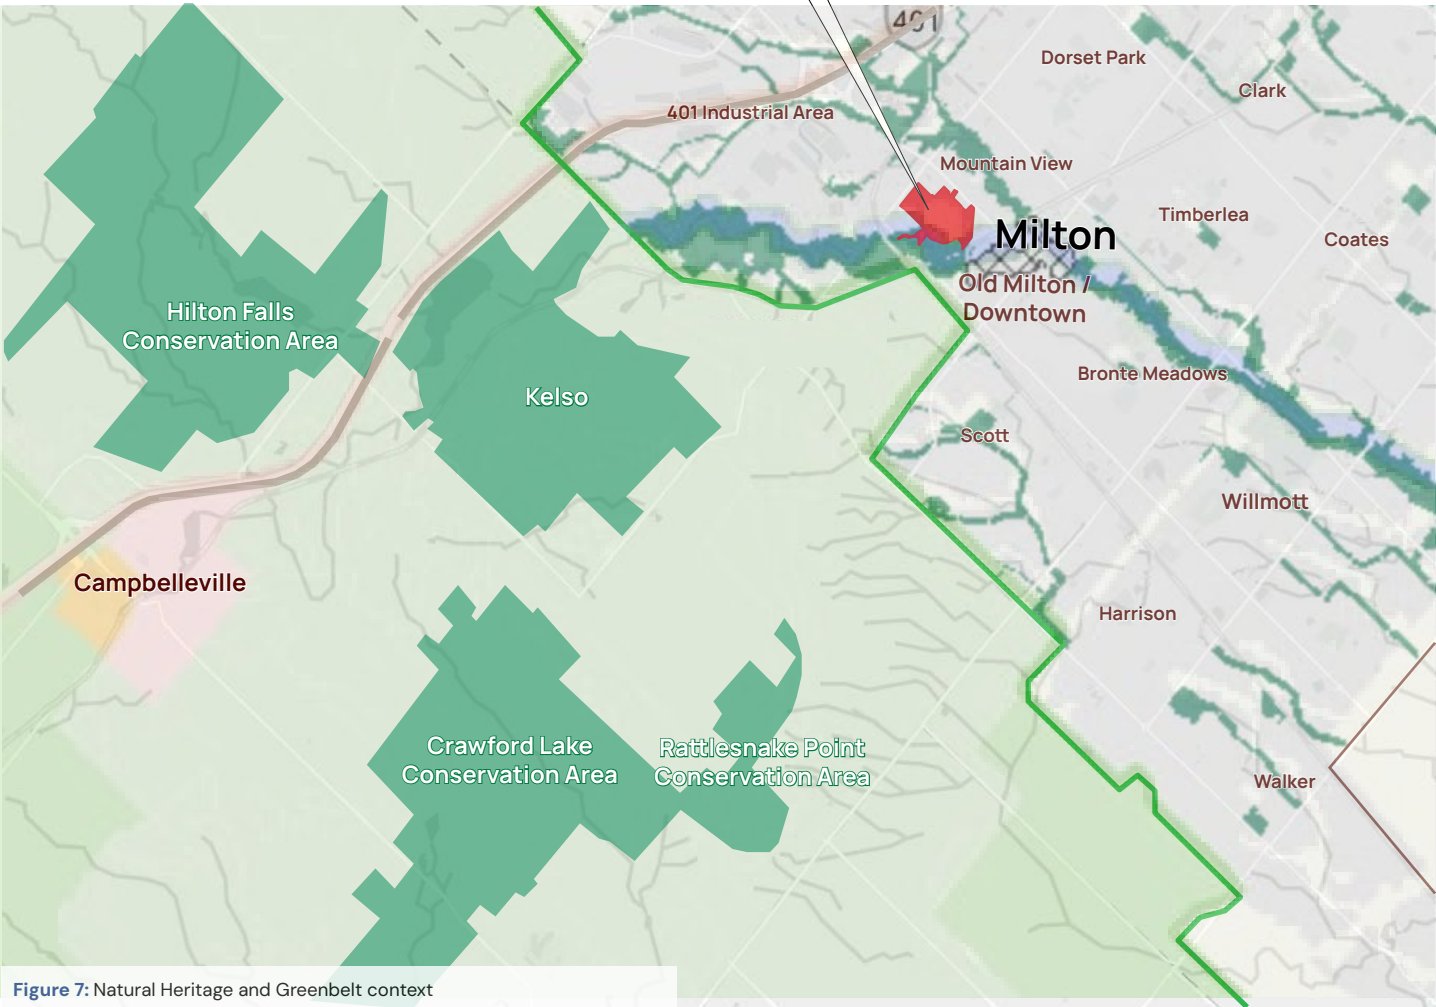 401
Dorset Park
Clark
401 Industrial Area
Mountain View
Timberlea
Milton
Coates
Old Milton /
Downtown
Hilton Falls
Conservation Area
Kelso
Bronte Meadows
Scott
Willmott
Campbelleville
Harrison
Crawford Lake
Conservation Area
Rattlesnake Point
Conservation Area
Walker
Figure 7: Natural Heritage and Greenbelt context